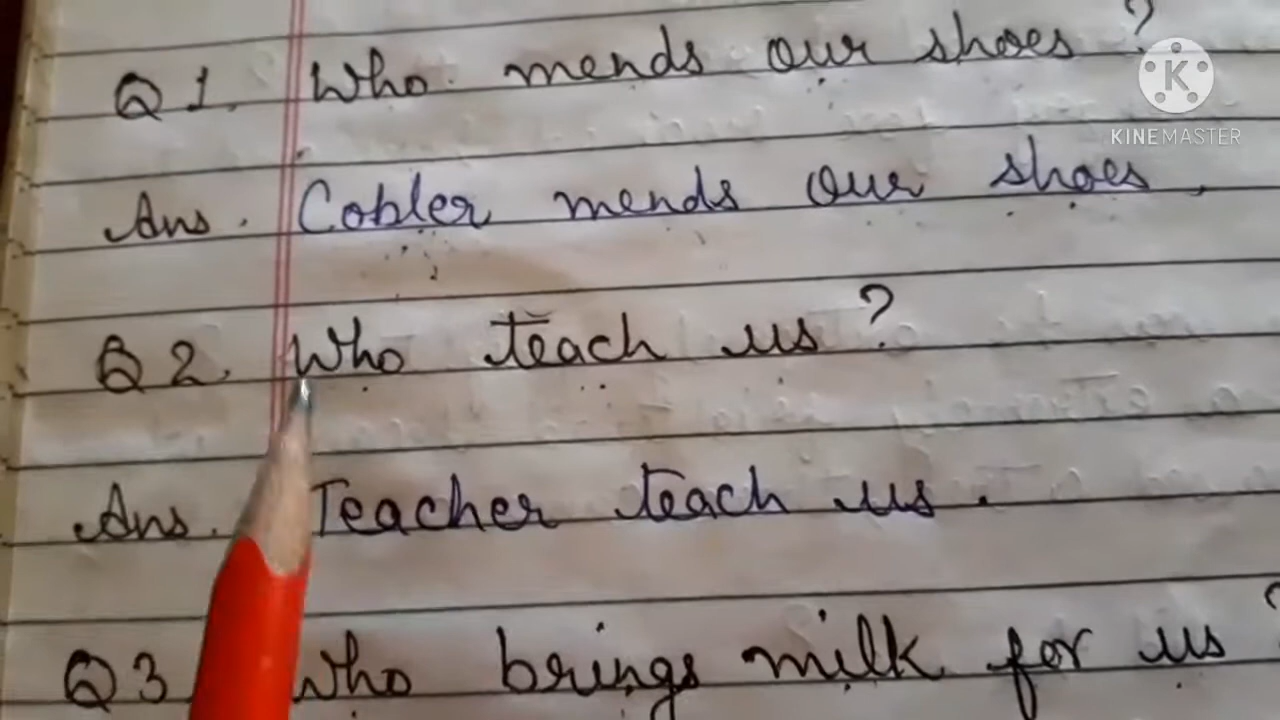 Q1. Who mends our shoes?
Ans. Cobler mends our shoes.
Q2. Who teach us?
Ans. Teacher teach us.
Q3 Who brings milk for us?
K
KINEMASTER